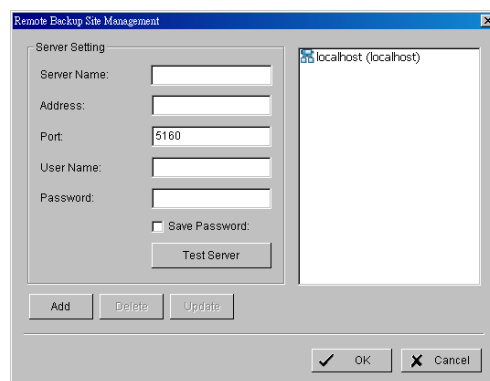 Remote Backup Site Management
Server Setting
Server Name:
Address:
Port: 5160
User Name:
Password:
Save Password:
Test Server
localhost (localhost)
Add Delete Update
OK Cancel